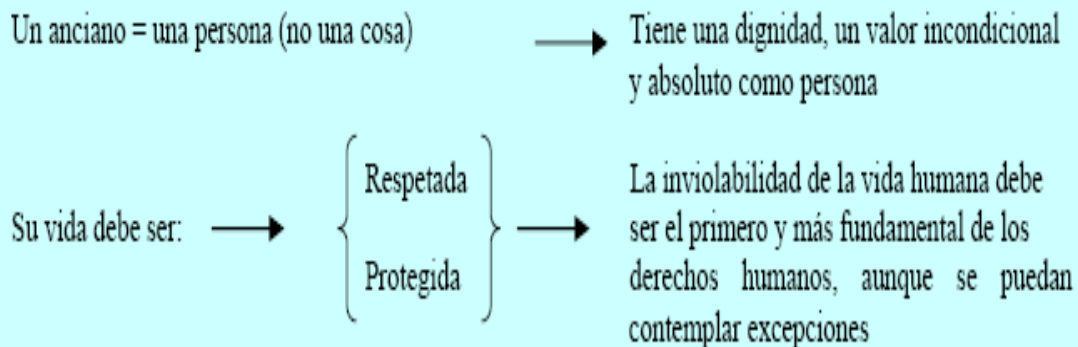 Un anciano = una persona (no una cosa)
Tiene una dignidad, un valor incondicional
y absoluto como persona
Su vida debe ser:
Respetada
Protegida
La inviolabilidad de la vida humana debe
ser el primero y más fundamental de los
derechos humanos, aunque se puedan
contemplar excepciones